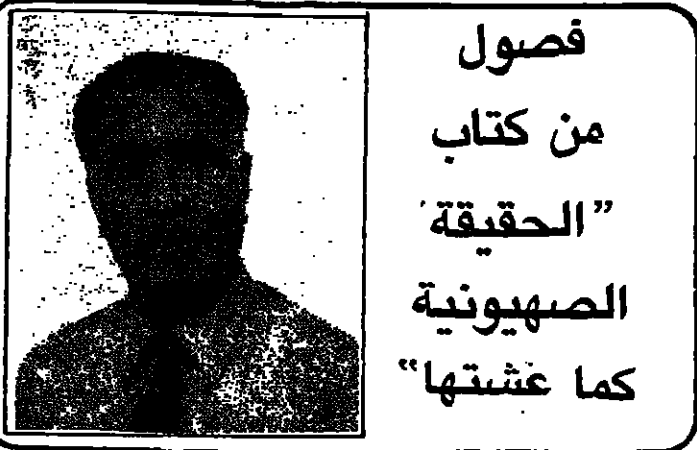 فصول
من كتاب
”الحقيقة
الصهيونية
كما عشتها“